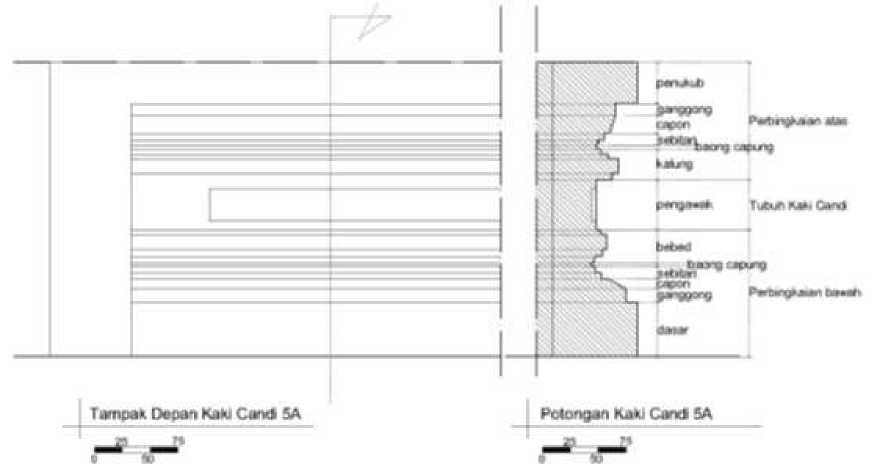 penukub
ganggong
capon
sebitan
baong capung
kalung
Perbingkaian atas
pengawak
Tubuh Kaki Candi
bebed
baong capung
sebitan
capon
ganggong
Perbingkaian bawah
dasar
Tampak Depan Kaki Candi 5A
25 75
0 50
Potongan Kaki Candi 5A
25 75
0 50